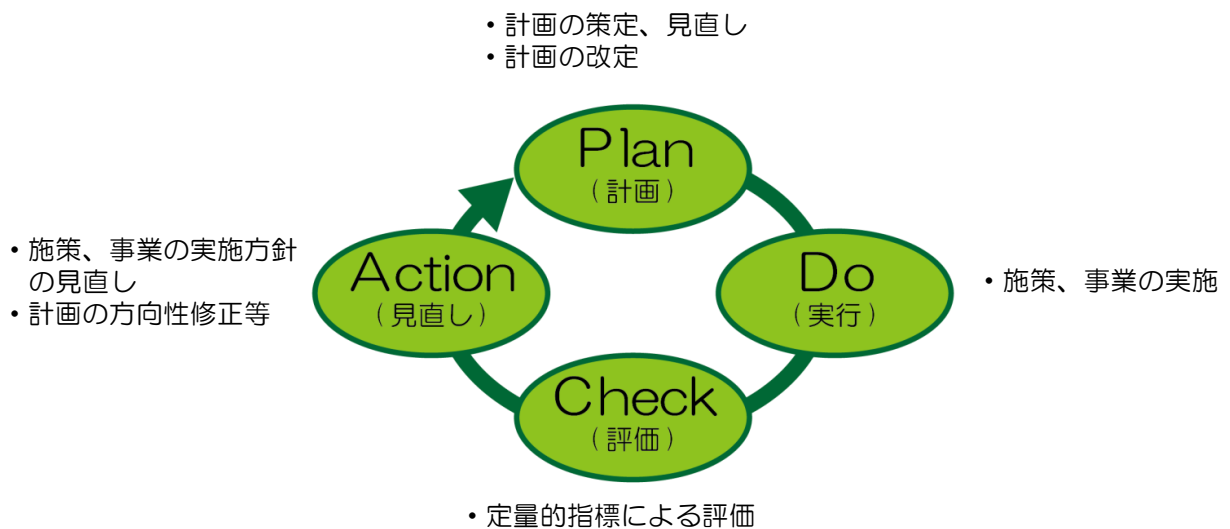 ・計画の策定、見直し
・計画の改定
Plan
（計画）
・施策、事業の実施方針
の見直し
・計画の方向性修正等
Action
（見直し）
Do
（実行）
・施策、事業の実施
Check
（評価）
・定量的指標による評価